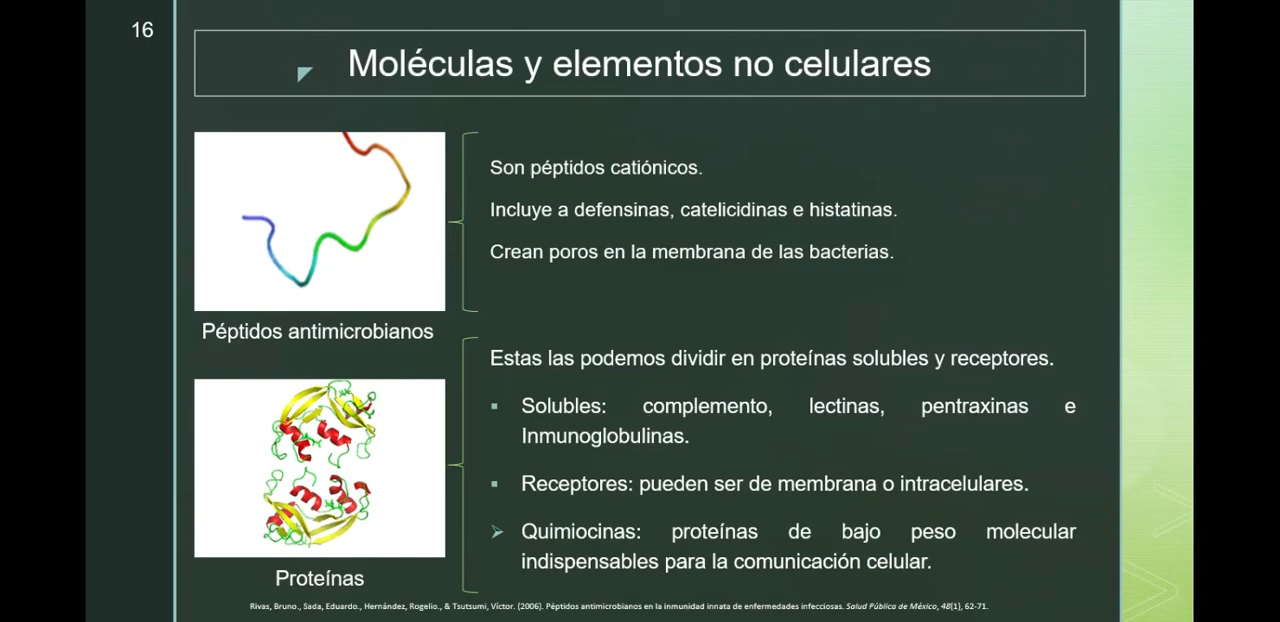 16
Moléculas y elementos no celulares
Son péptidos catiónicos.
Incluye a defensinas, catelicidinas e histatinas.
Crean poros en la membrana de las bacterias.
Péptidos antimicrobianos
Estas las podemos dividir en proteínas solubles y receptores.
Solubles: complemento, lectinas, pentraxinas e
Inmunoglobulinas.
Receptores: pueden ser de membrana o intracelulares.
Quimiocinas: proteínas de bajo peso molecular
indispensables para la comunicación celular.
Proteínas
Rivas, Bruno., Sada, Eduardo., Hernández, Rogelio., & Tsutsumi, Víctor. (2006). Péptidos antimicrobianos en la inmunidad innata de enfermedades infecciosas. Salud Pública de México, 48(1), 62-71.